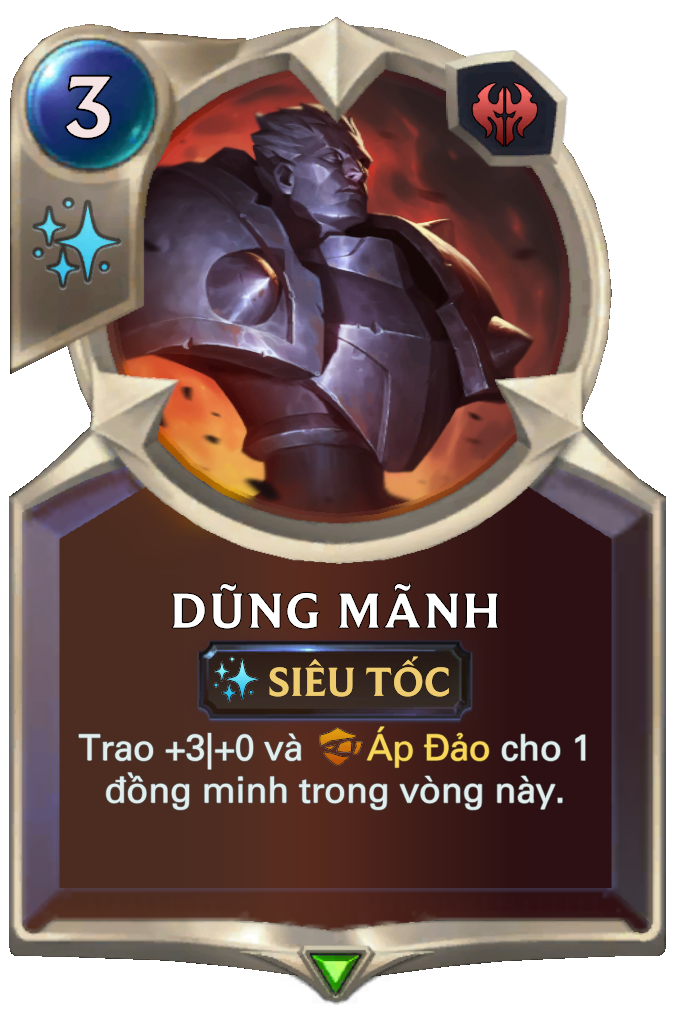 3
DŨNG MÃNH
SIÊU TỐC
Trao +3|+0 và Áp Đảo cho 1
đồng minh trong vòng này.